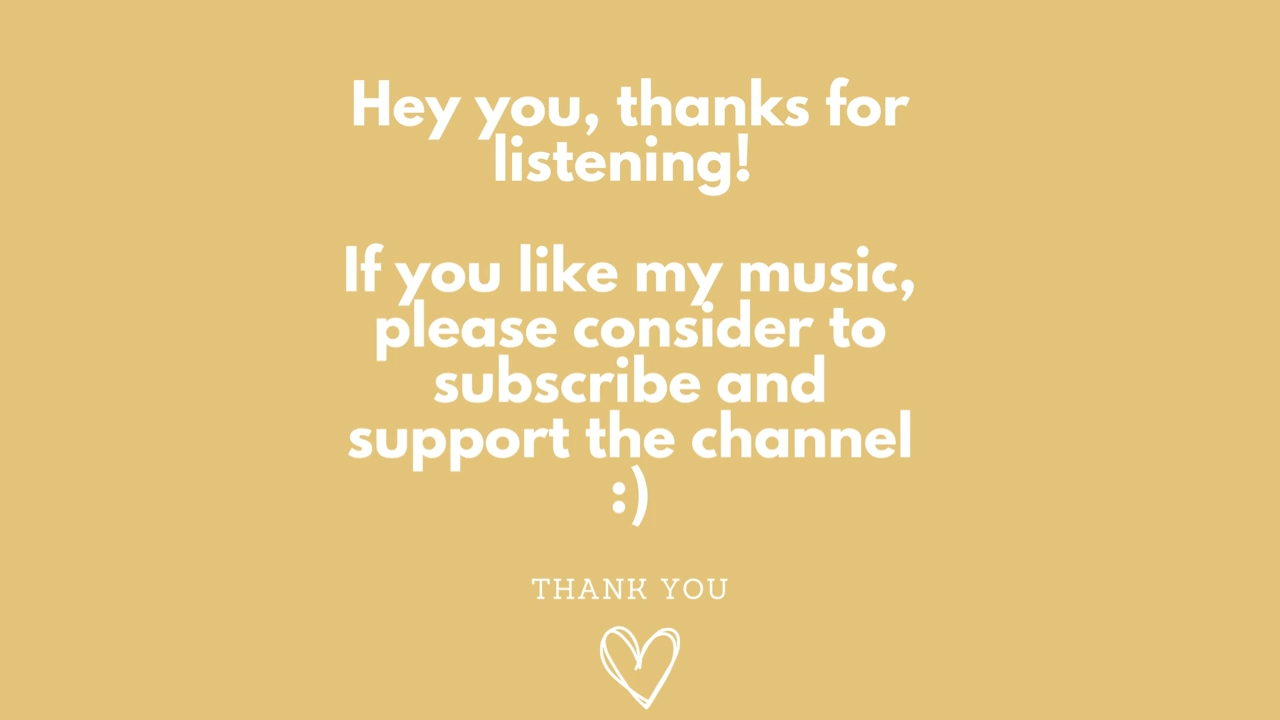 Hey you, thanks for
listening!
If you like my music,
please consider to
subscribe and
support the channel
:)
THANK YOU